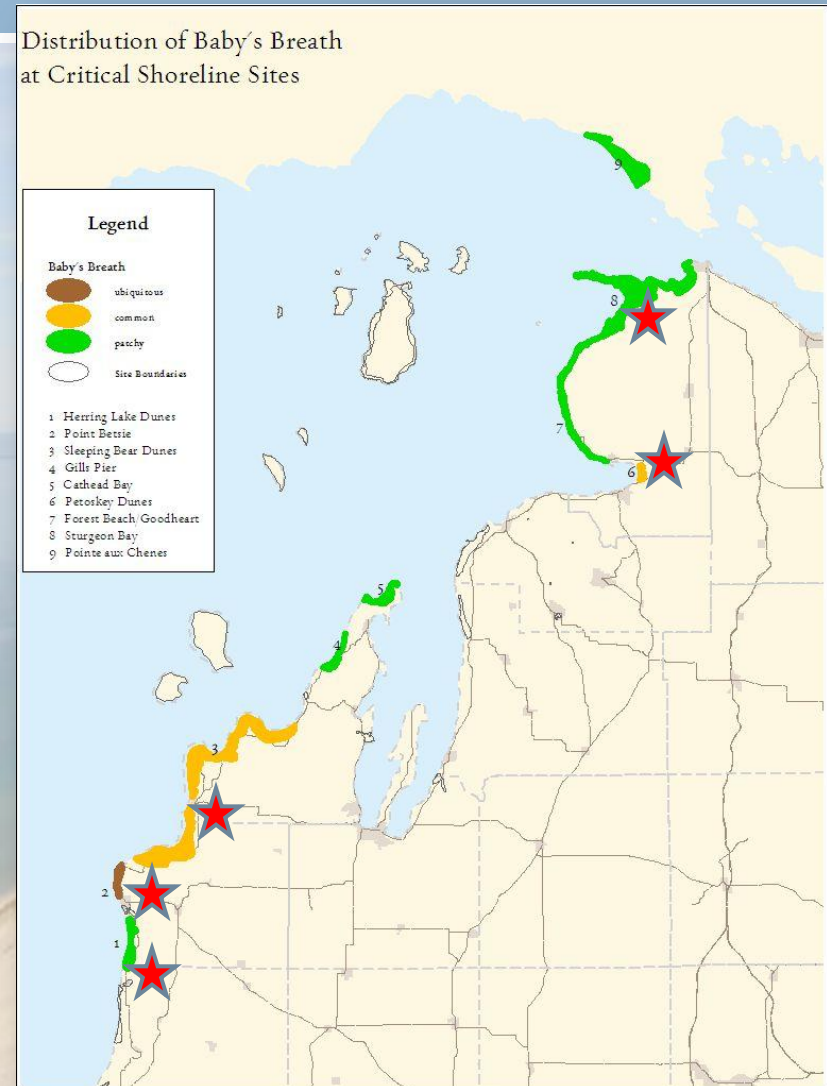 Distribution of Baby's Breath
at Critical Shoreline Sites
Legend
Baby's Breath
ubiquitous
common
patchy
Site Boundaries
1 Herring Lake Dunes
2 Point Betsie
3 Sleeping Bear Dunes
4 Gills Pier
5 Cathead Bay
6 Petoskey Dunes
7 Forest Beach/Goodheart
8 Sturgeon Bay
9 Pointe aux Chenes
9
8
7
6
5
4
3
2
1